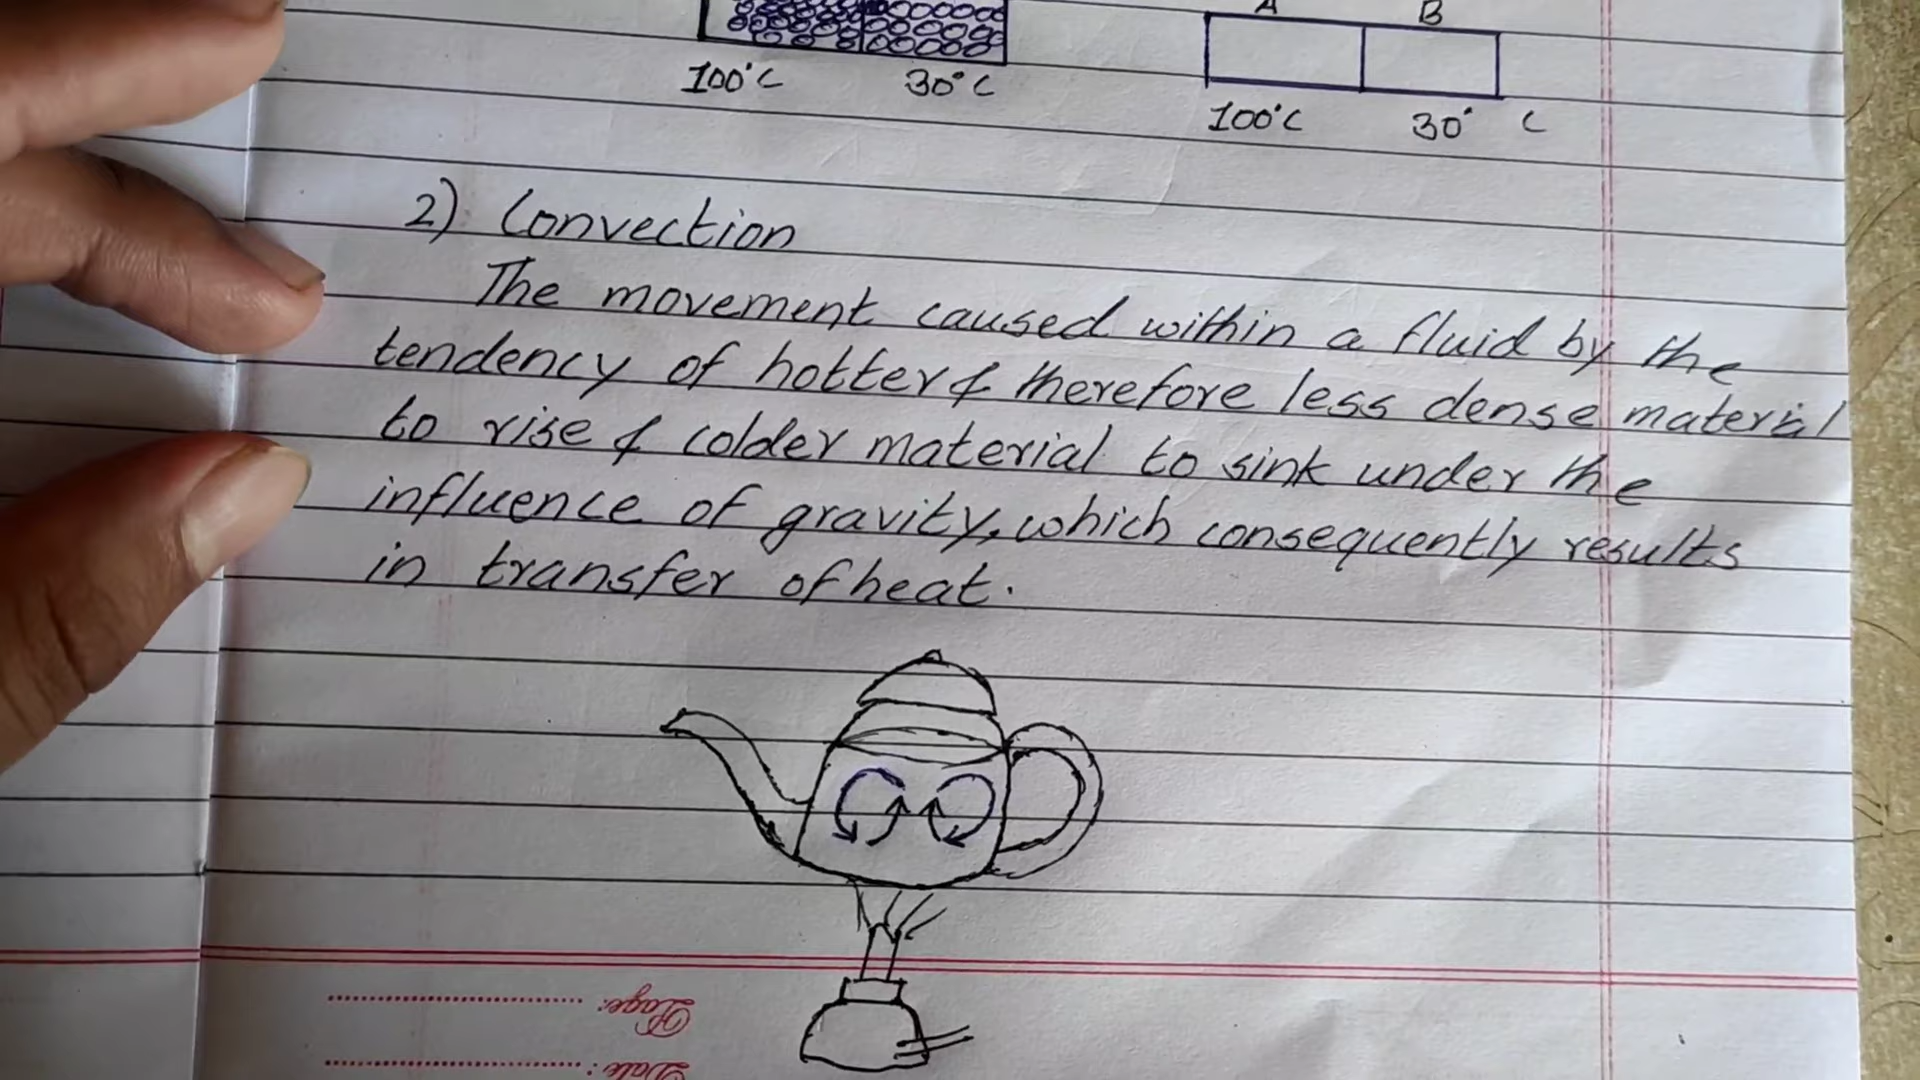 A B
100°C 30°C 100°C 30° C
2) Convection
The movement caused within a fluid by the
tendency of hotter & therefore less dense material
to rise & colder material to sink under the
influence of gravity, which consequently results
in transfer of heat.
Page:
Date: